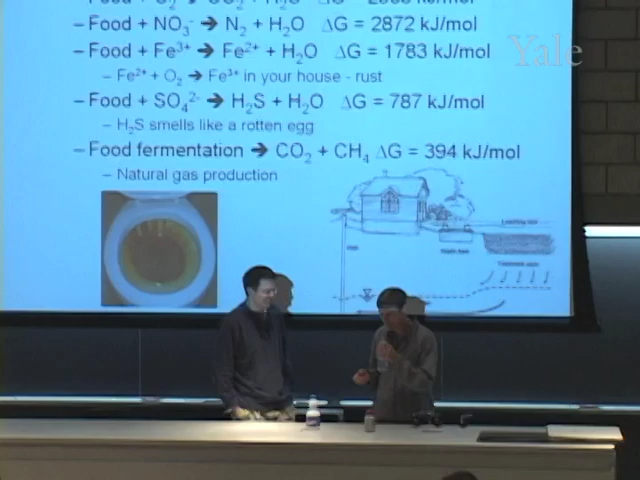 – Food + NO₃⁻ ➔ N₂ + H₂O ΔG = 2872 kJ/mol
Yale
– Food + Fe³⁺ ➔ Fe²⁺ + H₂O ΔG = 1783 kJ/mol
– Fe²⁺ + O₂ ➔ Fe³⁺ in your house - rust
– Food + SO₄²⁻ ➔ H₂S + H₂O ΔG = 787 kJ/mol
– H₂S smells like a rotten egg
– Food fermentation ➔ CO₂ + CH₄ ΔG = 394 kJ/mol
– Natural gas production